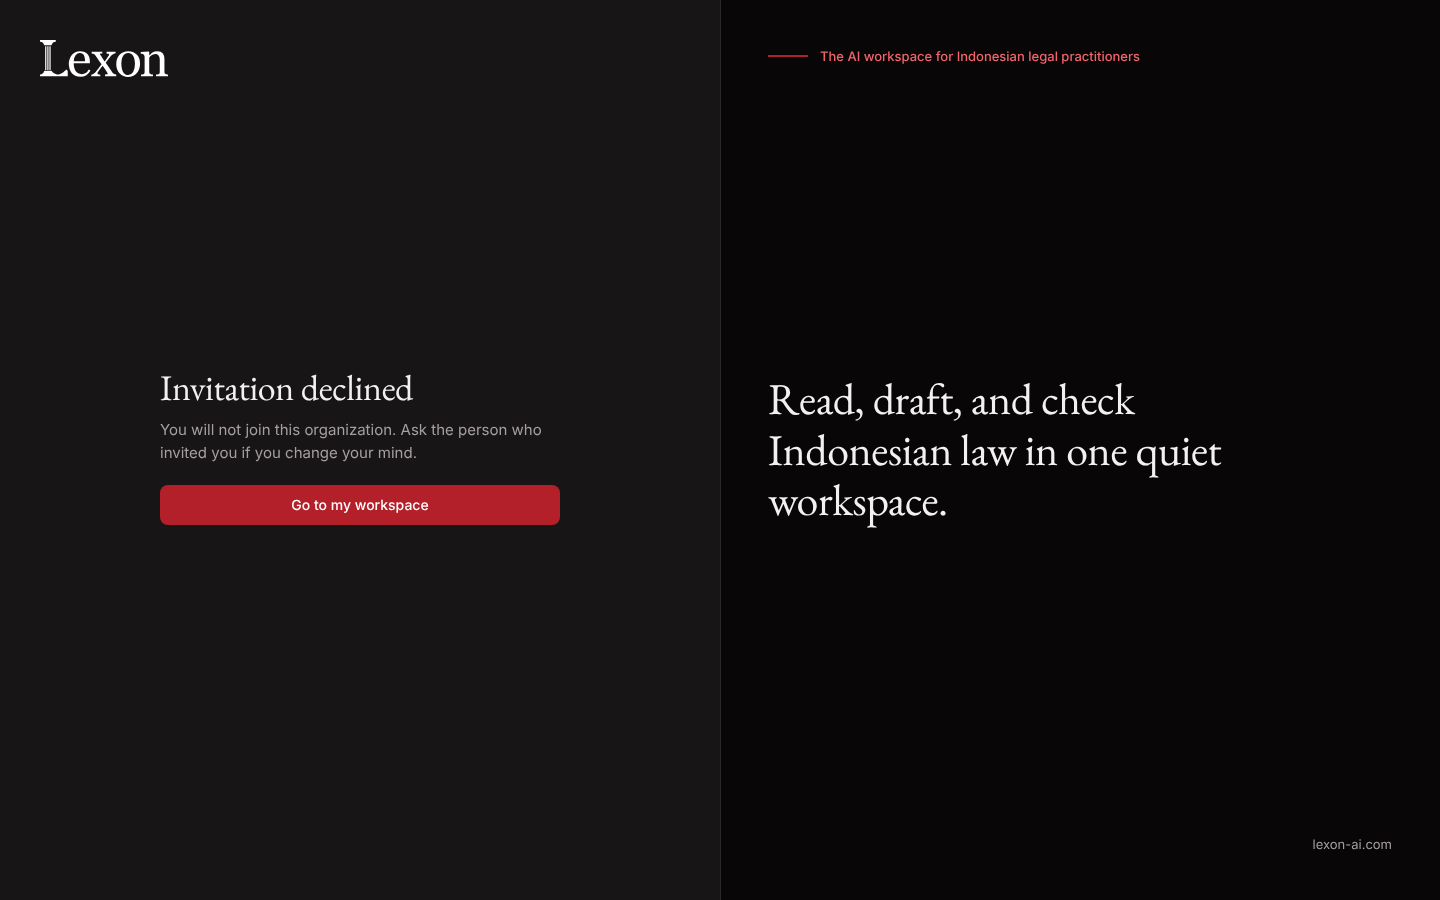 Lexon
Invitation declined
You will not join this organization. Ask the person who
invited you if you change your mind.
Go to my workspace
The AI workspace for Indonesian legal practitioners
Read, draft, and check
Indonesian law in one quiet
workspace.
lexon-ai.com